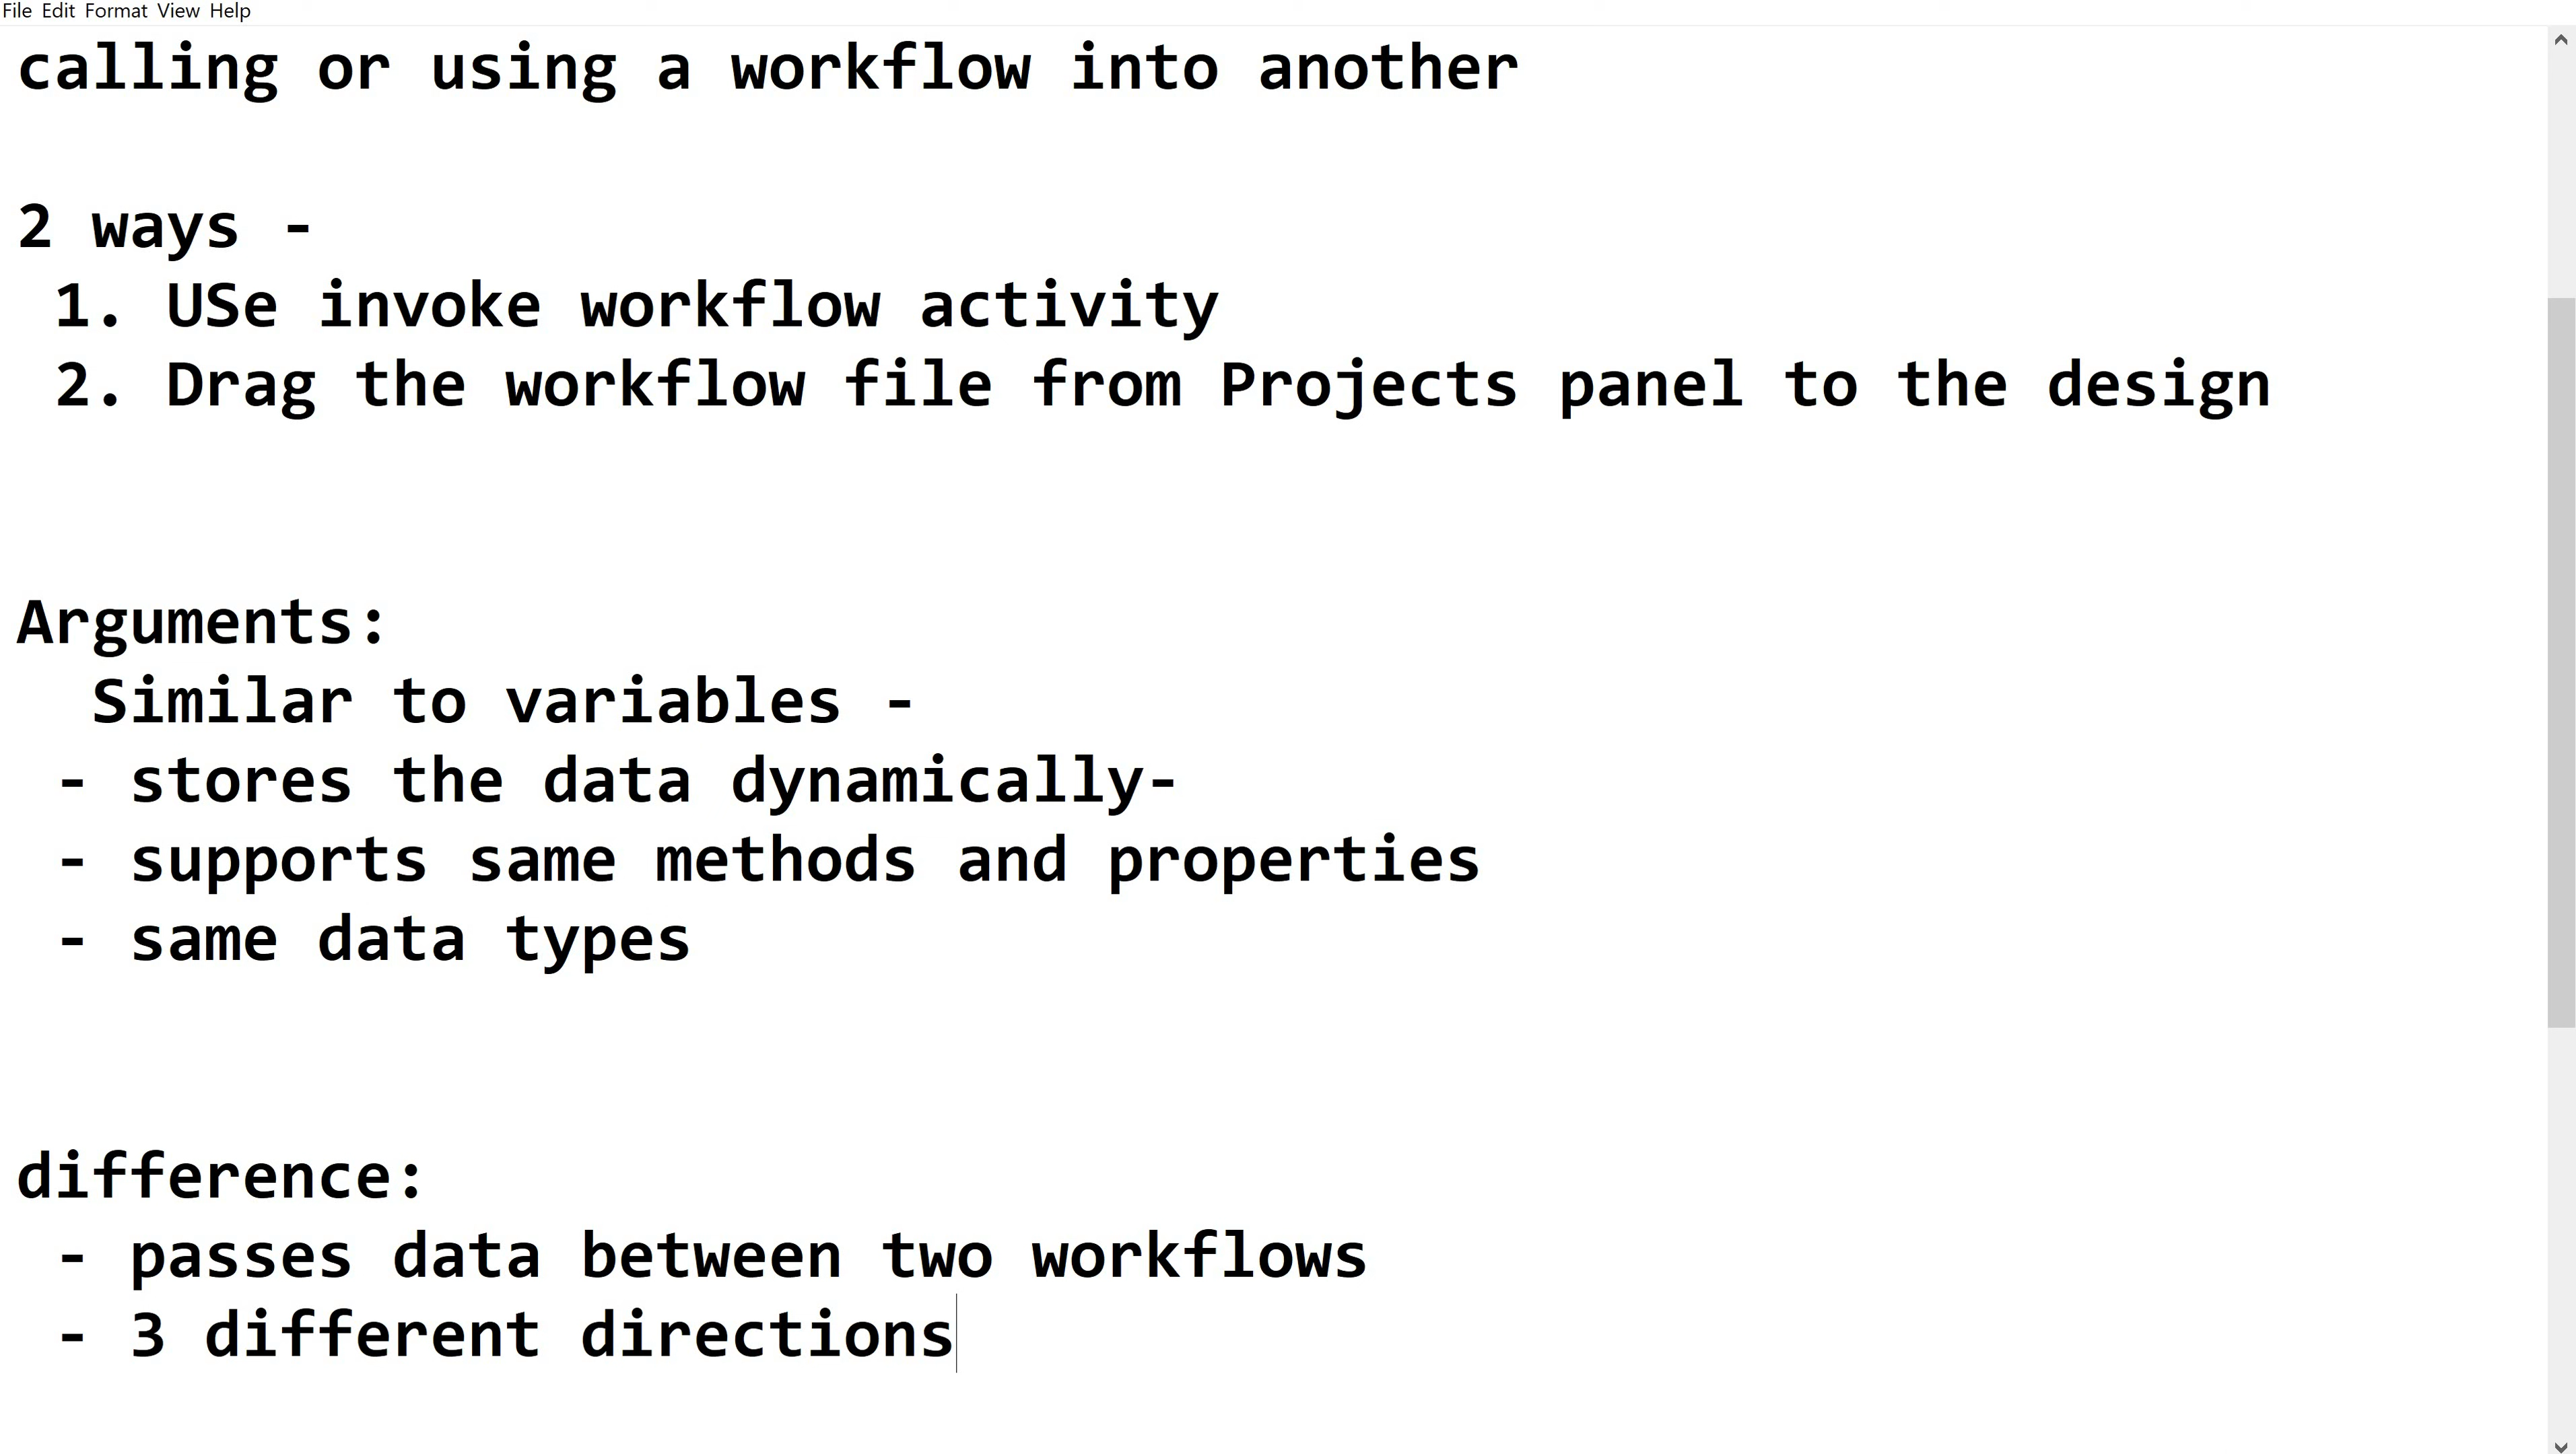 File Edit Format View Help
calling or using a workflow into another
2 ways -
1. USe invoke workflow activity
2. Drag the workflow file from Projects panel to the design
Arguments:
Similar to variables -
- stores the data dynamically-
- supports same methods and properties
- same data types
difference:
- passes data between two workflows
- 3 different directions